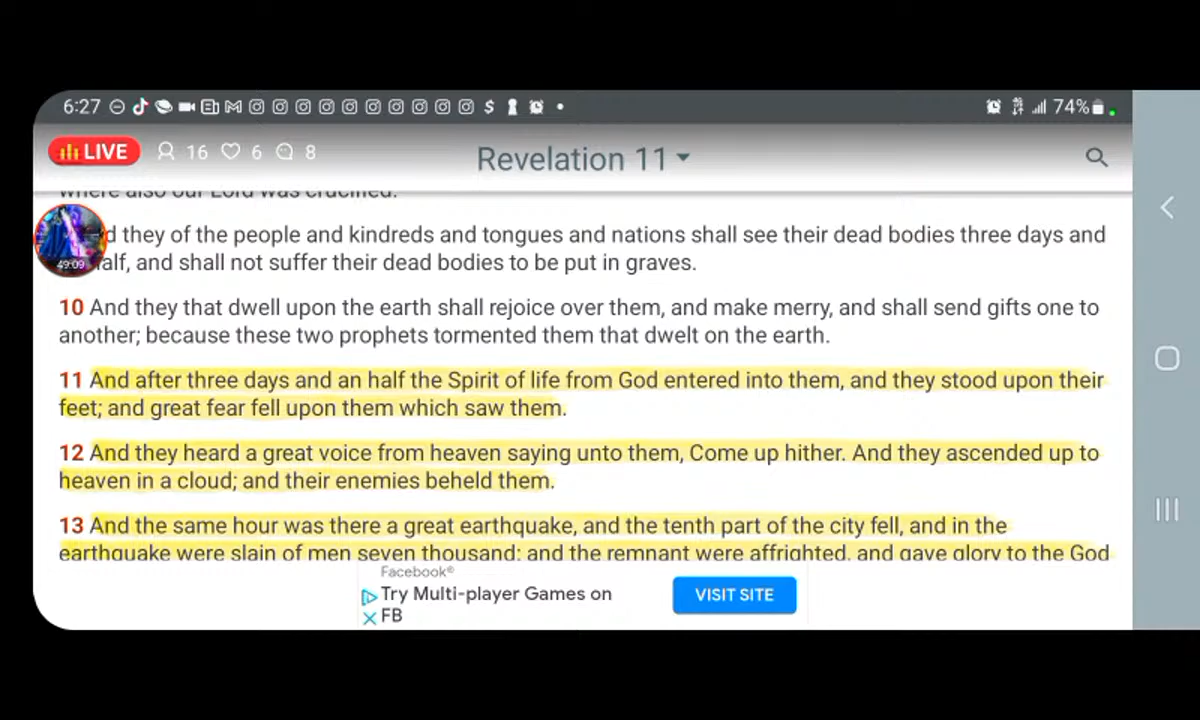 6:27 $ 74%
LIVE 16 6 8 Revelation 11
where also our Lord was crucified.
d they of the people and kindreds and tongues and nations shall see their dead bodies three days and
49:09 alf, and shall not suffer their dead bodies to be put in graves.
10 And they that dwell upon the earth shall rejoice over them, and make merry, and shall send gifts one to
another; because these two prophets tormented them that dwelt on the earth.
11 And after three days and an half the Spirit of life from God entered into them, and they stood upon their
feet; and great fear fell upon them which saw them.
12 And they heard a great voice from heaven saying unto them, Come up hither. And they ascended up to
heaven in a cloud; and their enemies beheld them.
13 And the same hour was there a great earthquake, and the tenth part of the city fell, and in the
earthquake were slain of men seven thousand: and the remnant were affrighted, and gave glory to the God
Facebook®
Try Multi-player Games on
FB
VISIT SITE